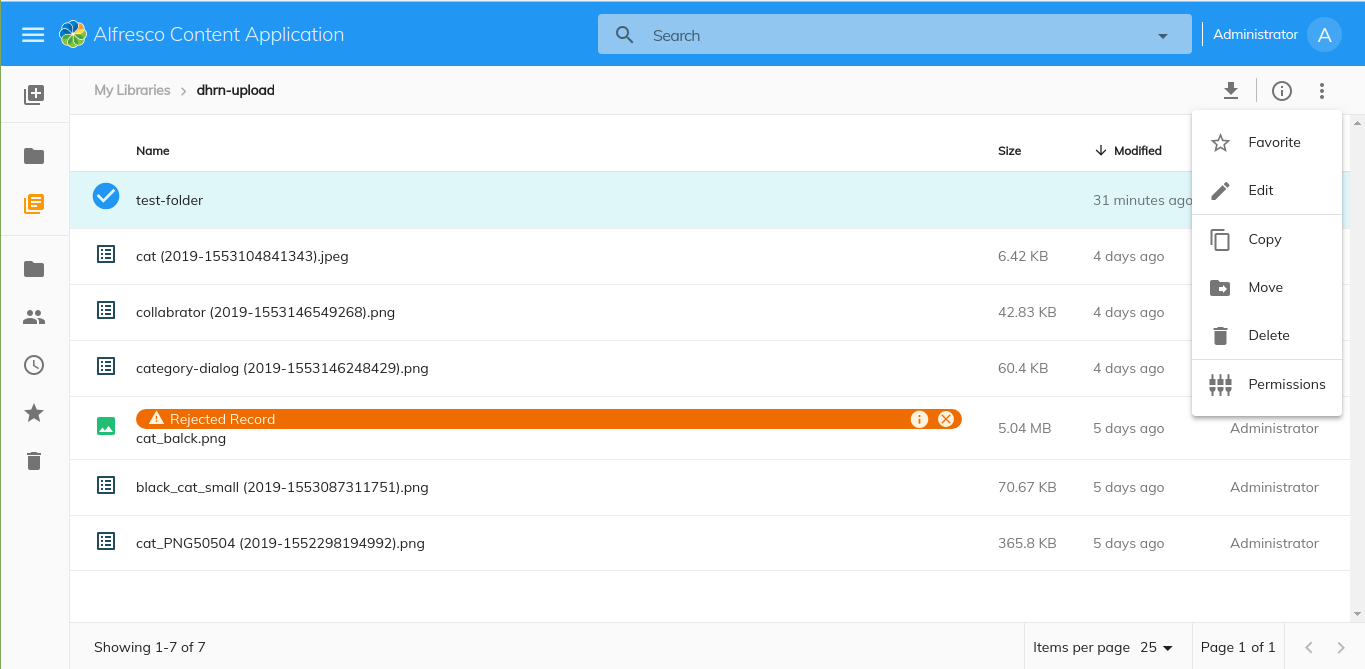 Alfresco Content Application
Search
Administrator A
My Libraries > dhrn-upload
Name Size Modified
test-folder 31 minutes ago
cat (2019-1553104841343).jpeg 6.42 KB 4 days ago
collabrator (2019-1553146549268).png 42.83 KB 4 days ago
category-dialog (2019-1553146248429).png 60.4 KB 4 days ago
Rejected Record
cat_balck.png 5.04 MB 5 days ago Administrator
black_cat_small (2019-1553087311751).png 70.67 KB 5 days ago Administrator
cat_PNG50504 (2019-1552298194992).png 365.8 KB 5 days ago Administrator
Favorite
Edit
Copy
Move
Delete
Permissions
Showing 1-7 of 7 Items per page 25 Page 1 of 1